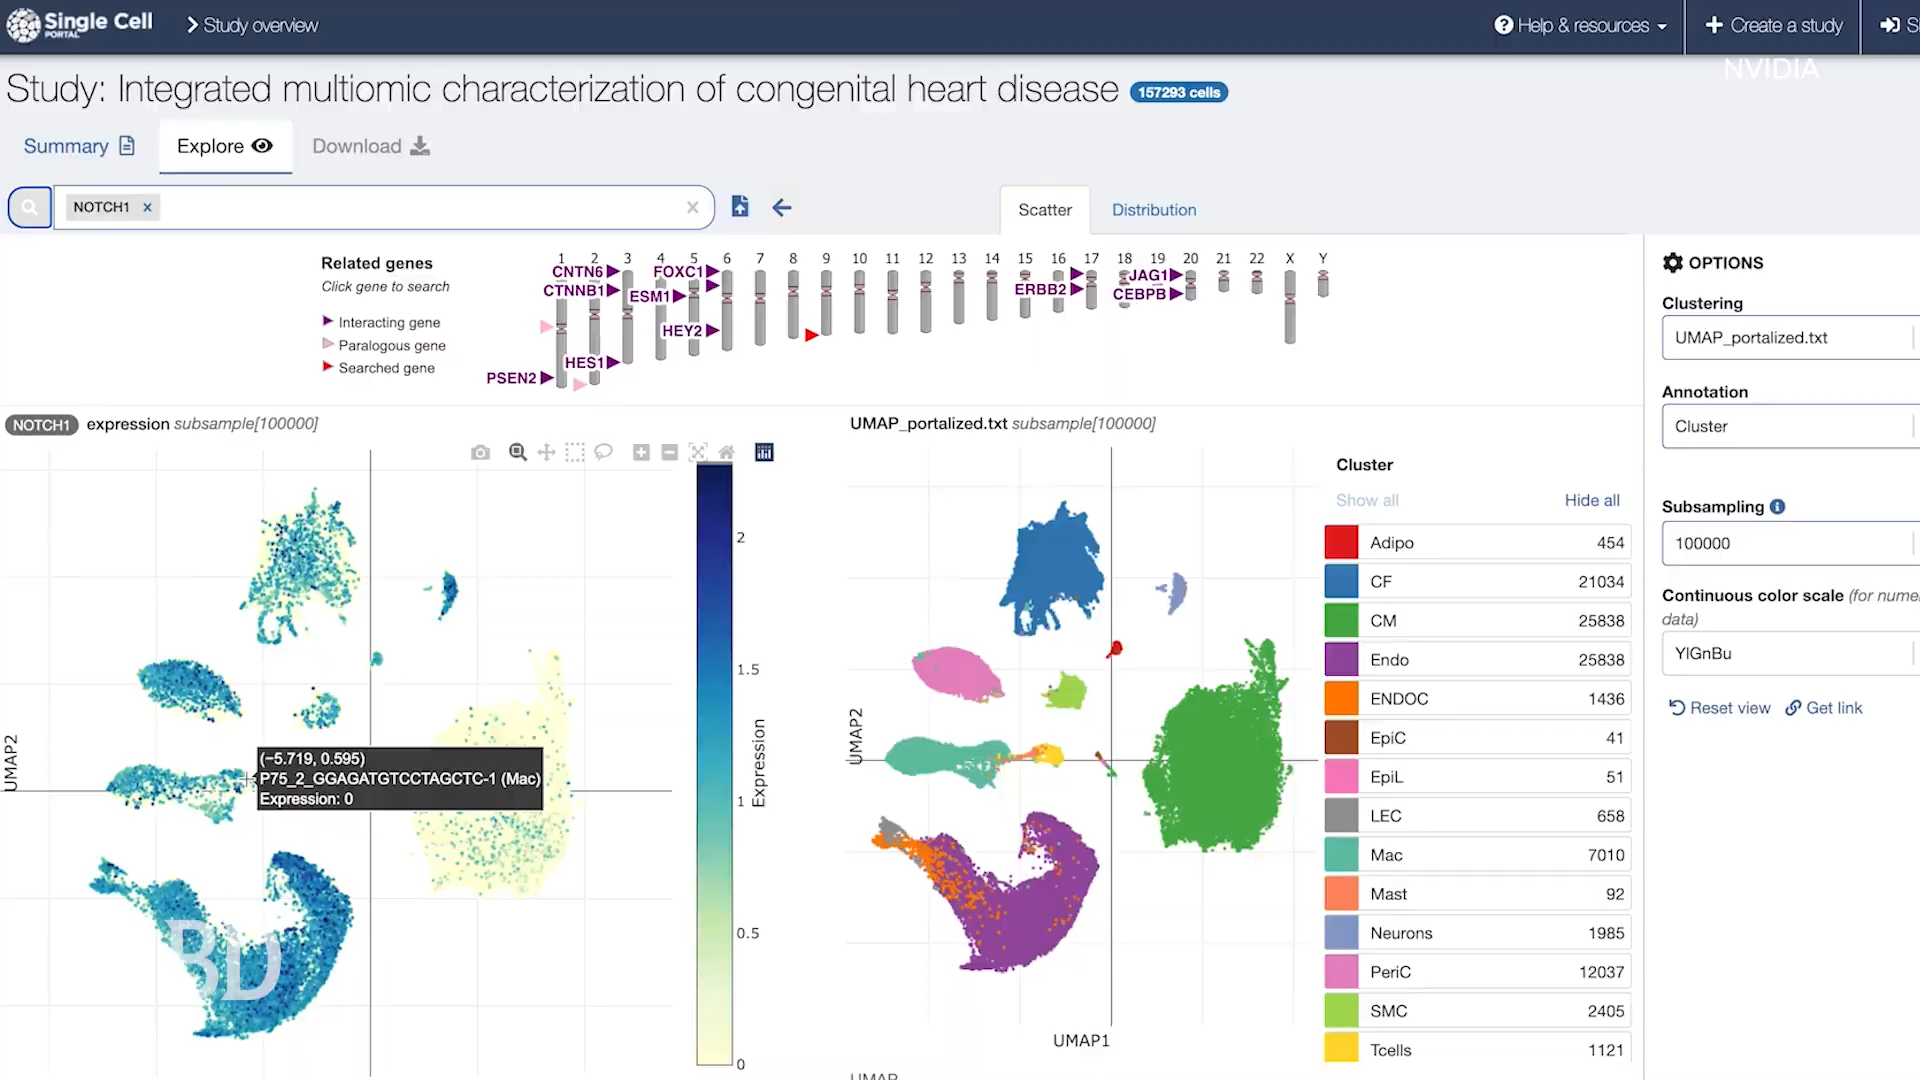 Single Cell
PORTAL
Study overview
Help & resources
Create a study
NVIDIA
Study: Integrated multiomic characterization of congenital heart disease
157293 cells
Summary
Explore
Download
NOTCH1 ×
Scatter
Distribution
Related genes
Click gene to search
Interacting gene
Paralogous gene
Searched gene
1 2 3 4 5 6 7 8 9 10 11 12 13 14 15 16 17 18 19 20 21 22 X Y
CNTN6
FOXC1
JAG1
CTNNB1
ESM1
ERBB2
CEBPB
HEY2
HES1
PSEN2
OPTIONS
Clustering
UMAP_portalized.txt
Annotation
Cluster
Subsampling
100000
Continuous color scale (for nume
data)
YlGnBu
Reset view
Get link
NOTCH1 expression subsample[100000]
UMAP2
(−5.719, 0.595)
P75_2_GGAGATGTCCTAGCTC-1 (Mac)
Expression: 0
2
1.5
1
0.5
0
Expression
BD
UMAP_portalized.txt subsample[100000]
UMAP2
UMAP1
UMAP
Cluster
Show all
Hide all
Adipo 454
CF 21034
CM 25838
Endo 25838
ENDOC 1436
EpiC 41
EpiL 51
LEC 658
Mac 7010
Mast 92
Neurons 1985
PeriC 12037
SMC 2405
Tcells 1121